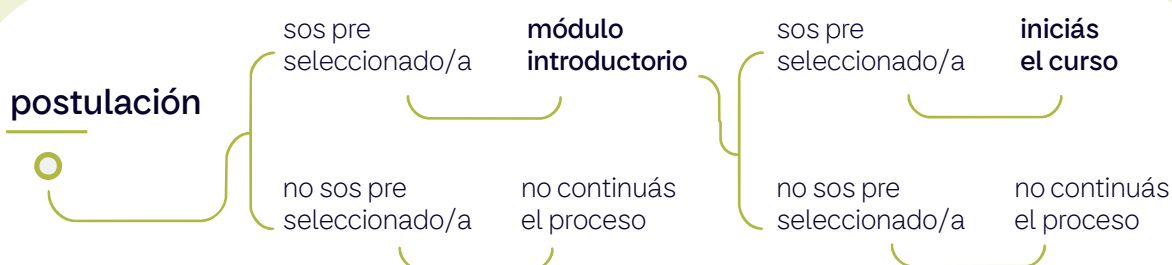 postulación
sos pre
seleccionado/a
módulo
introductorio
no sos pre
seleccionado/a
no continuás
el proceso
sos pre
seleccionado/a
iniciás
el curso
no sos pre
seleccionado/a
no continuás
el proceso